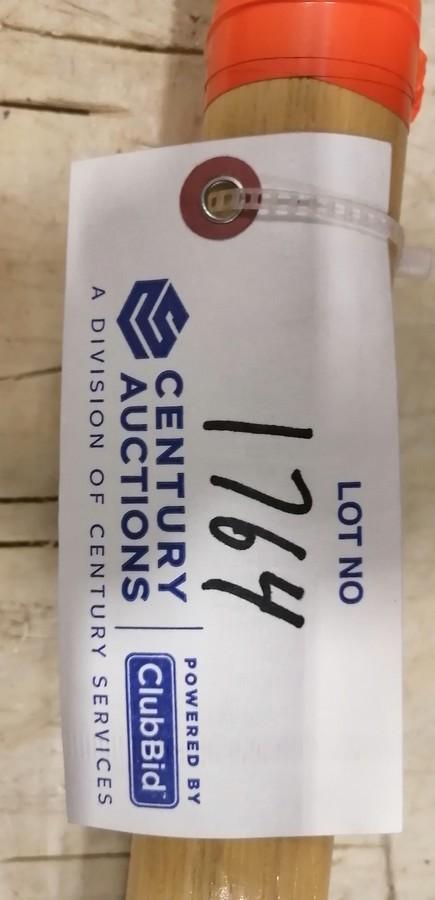 LOT NO
1764
CENTURY
AUCTIONS
A DIVISION OF CENTURY SERVICES
POWERED BY
ClubBid